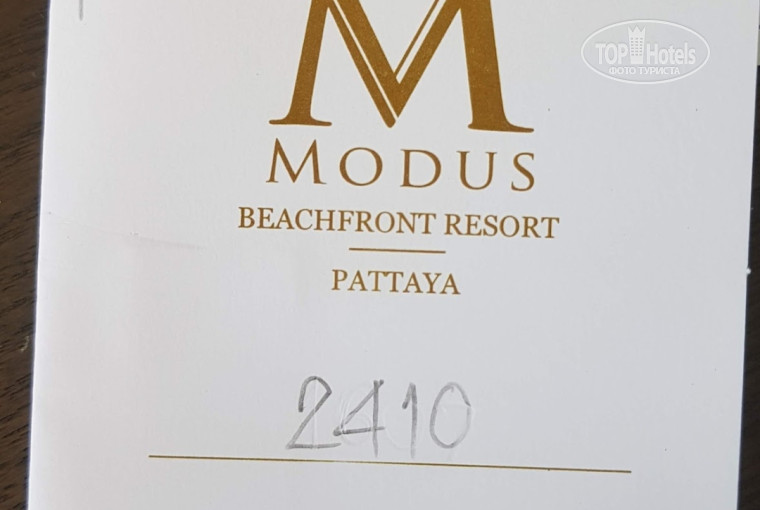 TOP Hotels
ФОТО ТУРИСТА
M
MODUS
BEACHFRONT RESORT
PATTAYA
2410